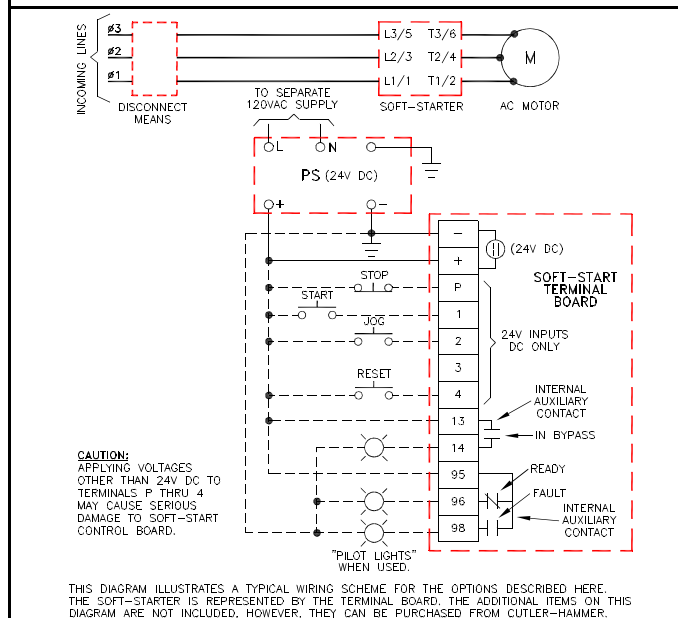 INCOMING LINES
ø3
ø2
ø1
DISCONNECT
MEANS
L3/5 T3/6
L2/3 T2/4
L1/1 T1/2
SOFT-STARTER
M
AC MOTOR
TO SEPARATE
120VAC SUPPLY
L N
PS (24V DC)
+ -
-
+
P
1
2
3
4
13
14
95
96
98
(24V DC)
SOFT-START
TERMINAL
BOARD
STOP
START
JOG
RESET
24V INPUTS
DC ONLY
INTERNAL
AUXILIARY
CONTACT
IN BYPASS
READY
FAULT
INTERNAL
AUXILIARY
CONTACT
CAUTION:
APPLYING VOLTAGES
OTHER THAN 24V DC TO
TERMINALS P THRU 4
MAY CAUSE SERIOUS
DAMAGE TO SOFT-START
CONTROL BOARD.
"PILOT LIGHTS"
WHEN USED.
THIS DIAGRAM ILLUSTRATES A TYPICAL WIRING SCHEME FOR THE OPTIONS DESCRIBED HERE.
THE SOFT-STARTER IS REPRESENTED BY THE TERMINAL BOARD. THE ADDITIONAL ITEMS ON THIS
DIAGRAM ARE NOT INCLUDED, HOWEVER, THEY CAN BE PURCHASED FROM CUTLER-HAMMER.